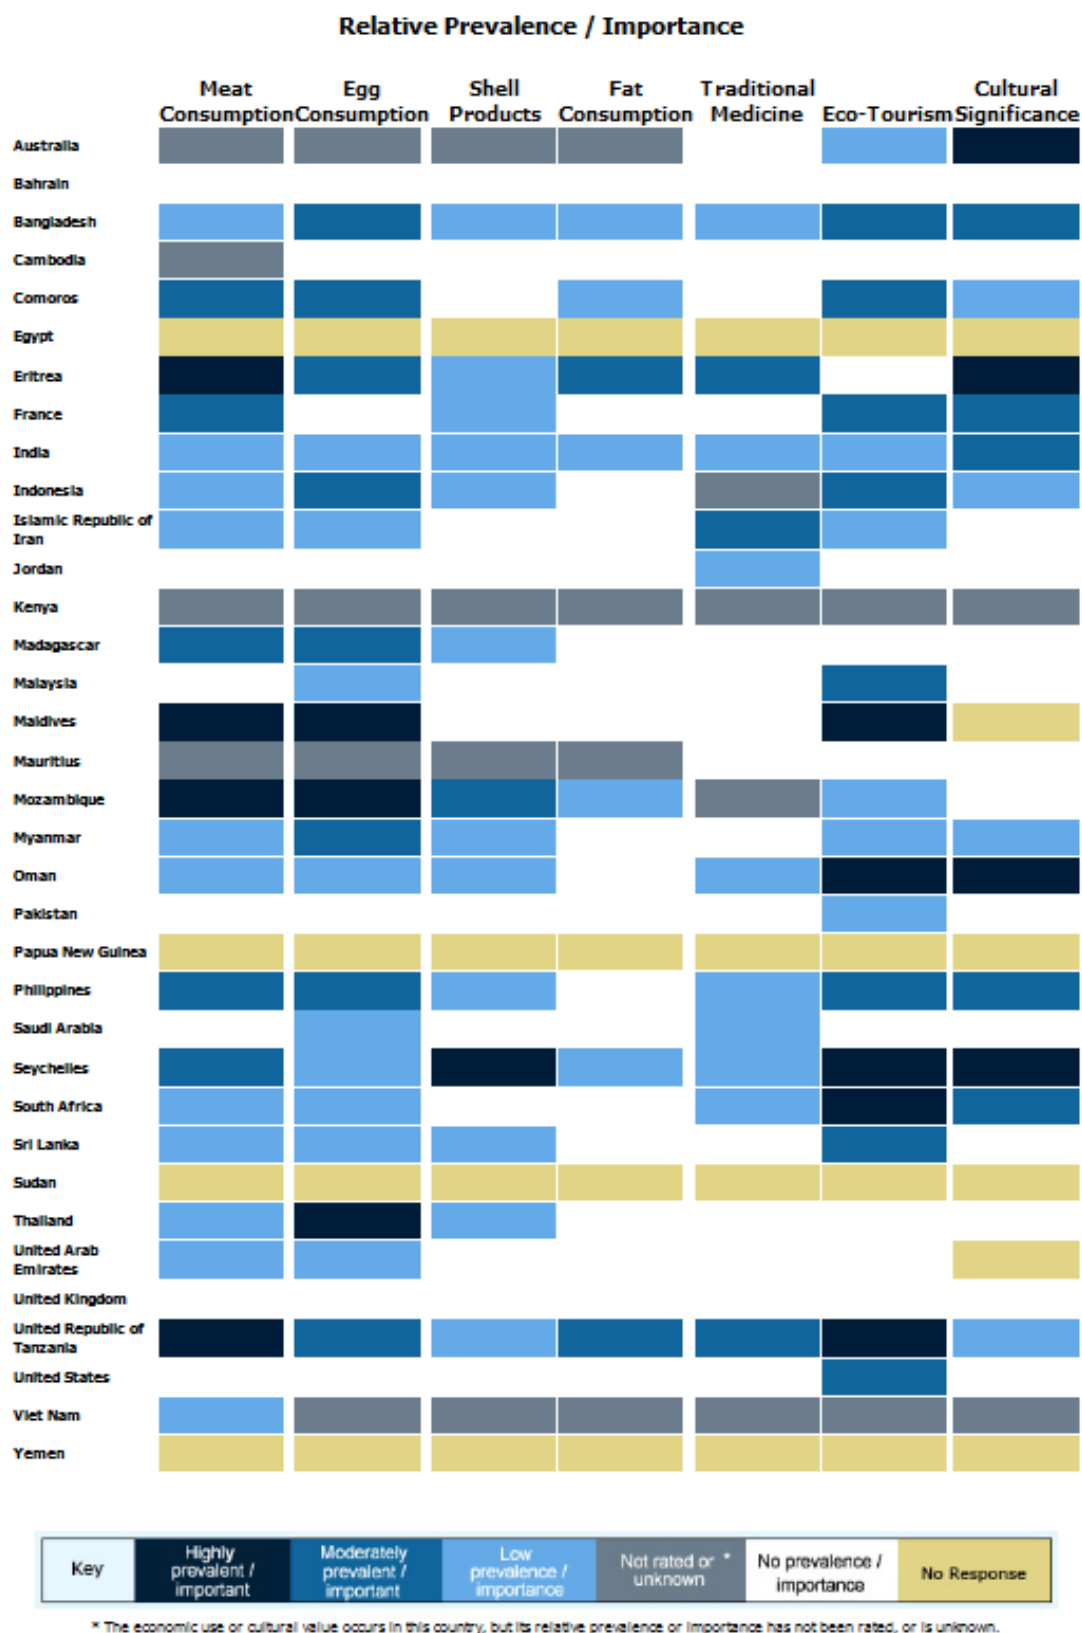 Relative Prevalence / Importance
Meat Consumption
Egg Consumption
Shell Products
Fat Consumption
Traditional Medicine
Eco-Tourism
Cultural Significance
Australia
Bahrain
Bangladesh
Cambodia
Comoros
Egypt
Eritrea
France
India
Indonesia
Islamic Republic of
Iran
Jordan
Kenya
Madagascar
Malaysia
Maldives
Mauritius
Mozambique
Myanmar
Oman
Pakistan
Papua New Guinea
Philippines
Saudi Arabia
Seychelles
South Africa
Sri Lanka
Sudan
Thailand
United Arab
Emirates
United Kingdom
United Republic of
Tanzania
United States
Viet Nam
Yemen
Key
Highly
prevalent /
important
Moderately
prevalent /
important
Low
prevalence /
importance
Not rated or *
unknown
No prevalence /
importance
No Response
* The economic use or cultural value occurs in this country, but its relative prevalence or importance has not been rated, or is unknown.